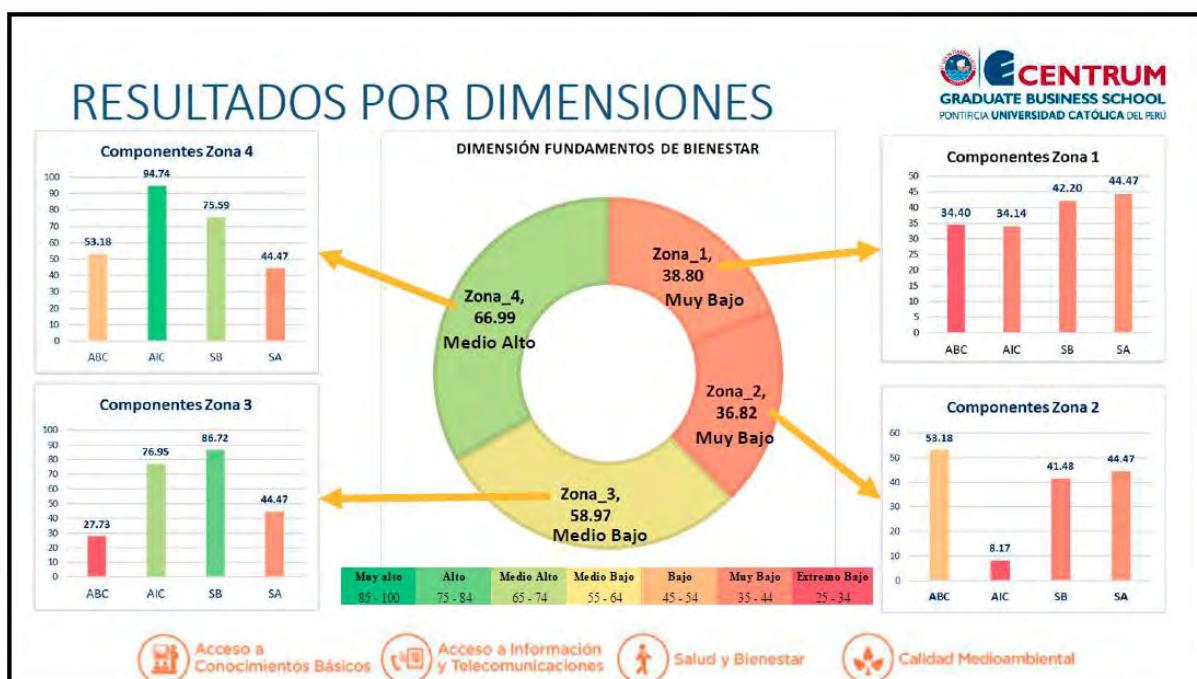 RESULTADOS POR DIMENSIONES
CENTRUM
GRADUATE BUSINESS SCHOOL
PONTIFICIA UNIVERSIDAD CATÓLICA DEL PERÚ
Componentes Zona 4
100
90
80
70
60
50
40
30
20
10
0
53.18
94.74
75.59
44.47
ABC AIC SB SA
DIMENSIÓN FUNDAMENTOS DE BIENESTAR
Zona_1,
38.80
Muy Bajo
Zona_2,
36.82
Muy Bajo
Zona_3,
58.97
Medio Bajo
Zona_4,
66.99
Medio Alto
Componentes Zona 1
50
45
40
35
30
25
20
15
10
5
0
34.40
34.14
42.20
44.47
ABC AIC SB SA
Componentes Zona 3
100
90
80
70
60
50
40
30
20
10
0
27.73
76.95
86.72
44.47
ABC AIC SB SA
Componentes Zona 2
60
50
40
30
20
10
0
53.18
8.17
41.48
44.47
ABC AIC SB SA
Muy alto Alto Medio Alto Medio Bajo Bajo Muy Bajo Extremo Bajo
85 - 100 75 - 84 65 - 74 55 - 64 45 - 54 35 - 44 25 - 34
Acceso a
Conocimientos Básicos
Acceso a Información
y Telecomunicaciones
Salud y Bienestar
Calidad Medioambiental